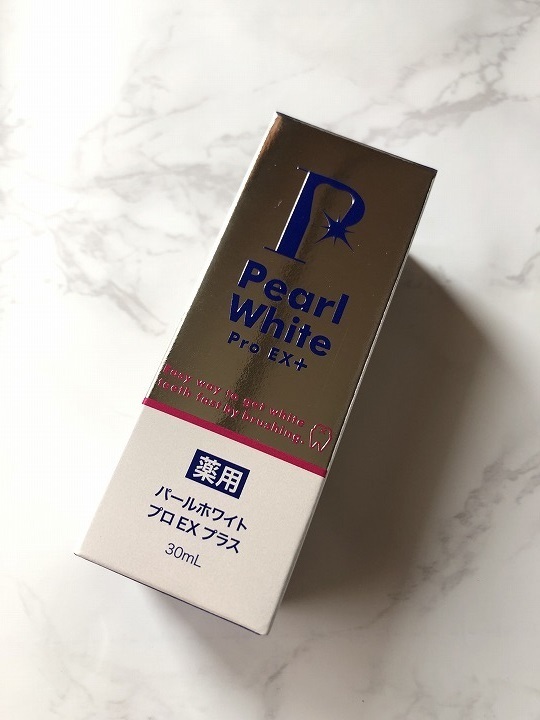 P
Pearl
White
Pro EX+
Easy way to get white
teeth fast by brushing.
薬用
パールホワイト
プロ EX プラス
30mL